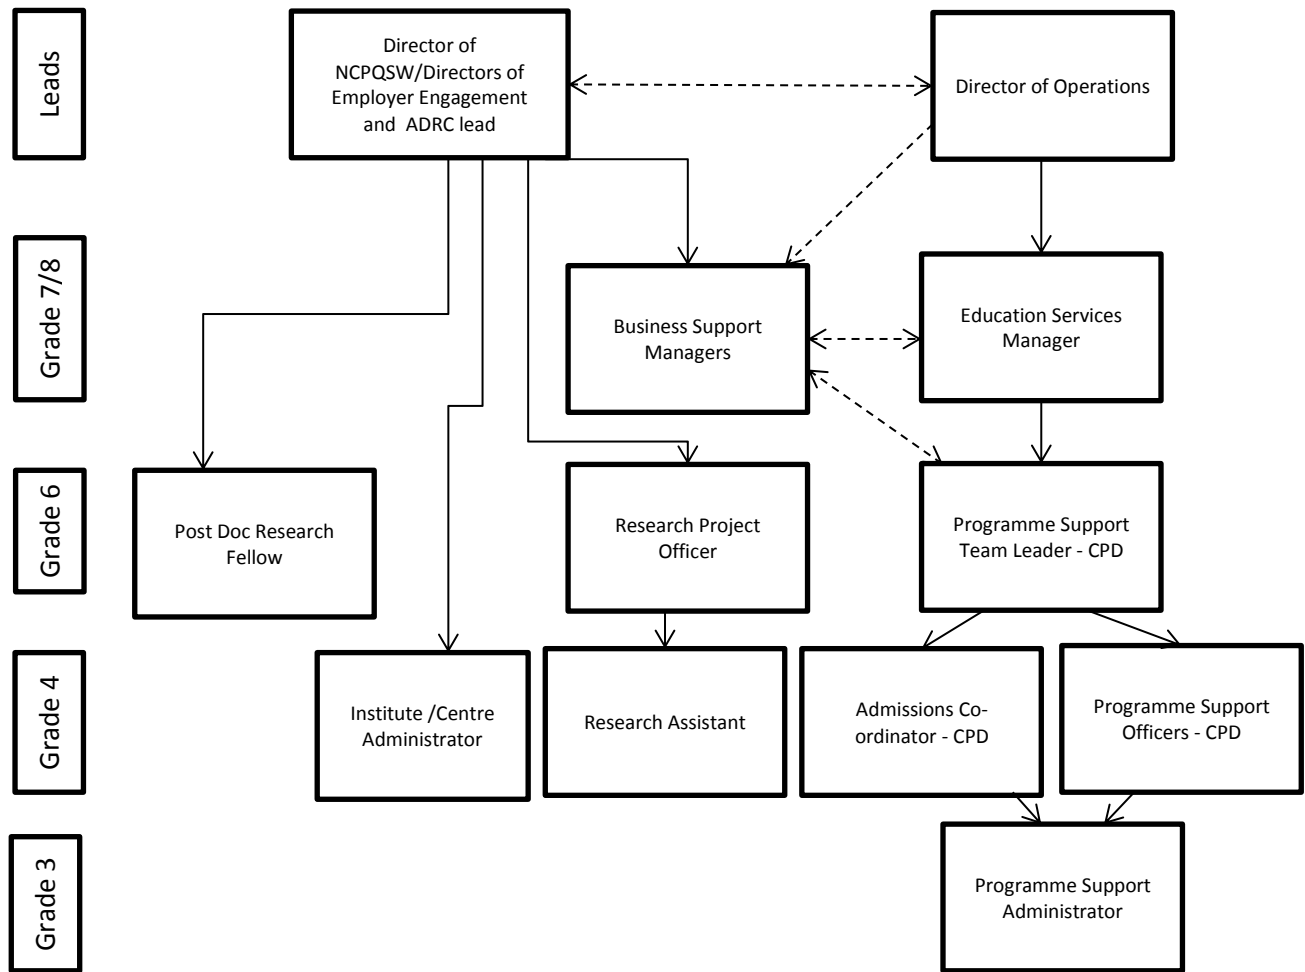 Leads
Director of
NCPQSW/Directors of
Employer Engagement
and ADRC lead
Director of Operations
Grade 7/8
Business Support
Managers
Education Services
Manager
Grade 6
Post Doc Research
Fellow
Research Project
Officer
Programme Support
Team Leader - CPD
Grade 4
Institute /Centre
Administrator
Research Assistant
Admissions Co-
ordinator - CPD
Programme Support
Officers - CPD
Grade 3
Programme Support
Administrator